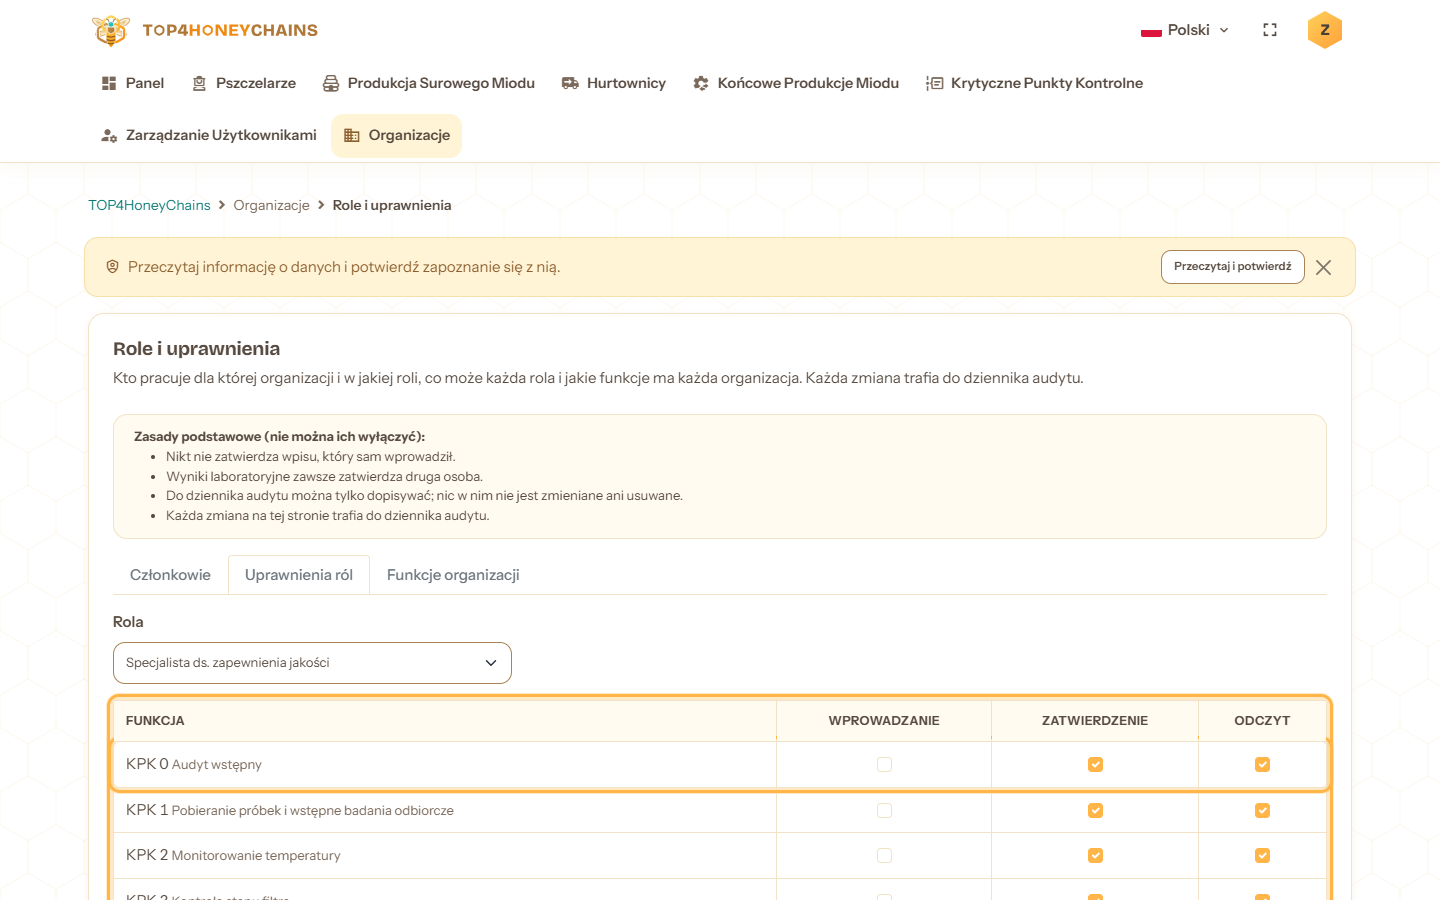 TOP4HONEYCHAINS
Polski
Z
Panel
Pszczelarze
Produkcja Surowego Miodu
Hurtownicy
Końcowe Produkcje Miodu
Krytyczne Punkty Kontrolne
Zarządzanie Użytkownikami
Organizacje
TOP4HoneyChains > Organizacje > Role i uprawnienia
Przeczytaj informację o danych i potwierdź zapoznanie się z nią.
Przeczytaj i potwierdź
Role i uprawnienia
Kto pracuje dla której organizacji i w jakiej roli, co może każda rola i jakie funkcje ma każda organizacja. Każda zmiana trafia do dziennika audytu.
Zasady podstawowe (nie można ich wyłączyć):
• Nikt nie zatwierdza wpisu, który sam wprowadził.
• Wyniki laboratoryjne zawsze zatwierdza druga osoba.
• Do dziennika audytu można tylko dopisywać; nic w nim nie jest zmieniane ani usuwane.
• Każda zmiana na tej stronie trafia do dziennika audytu.
Członkowie
Uprawnienia ról
Funkcje organizacji
Rola
Specjalista ds. zapewnienia jakości
FUNKCJA WPROWADZANIE ZATWIERDZENIE ODCZYT
KPK 0 Audyt wstępny
KPK 1 Pobieranie próbek i wstępne badania odbiorcze
KPK 2 Monitorowanie temperatury
KPK 3 Kontrola stanu filtra